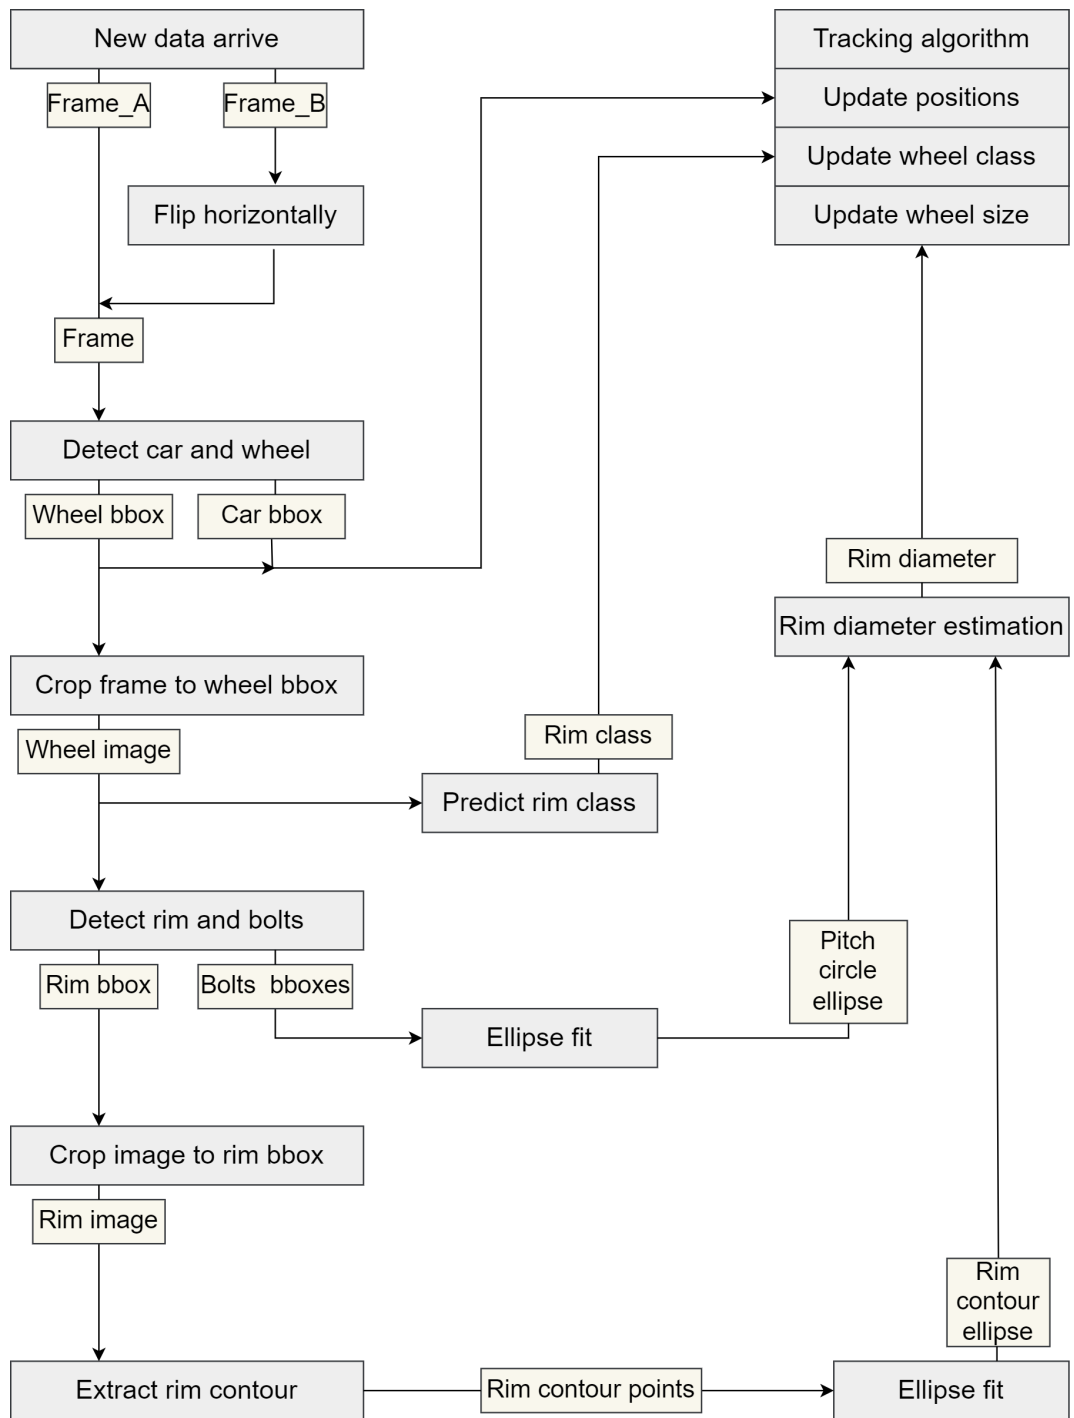 New data arrive
Frame_A
Frame_B
Flip horizontally
Frame
Detect car and wheel
Wheel bbox
Car bbox
Crop frame to wheel bbox
Wheel image
Rim class
Predict rim class
Detect rim and bolts
Rim bbox
Bolts  bboxes
Ellipse fit
Pitch
circle
ellipse
Crop image to rim bbox
Rim image
Extract rim contour
Rim contour points
Ellipse fit
Rim
contour
ellipse
Rim diameter estimation
Rim diameter
Tracking algorithm
Update positions
Update wheel class
Update wheel size